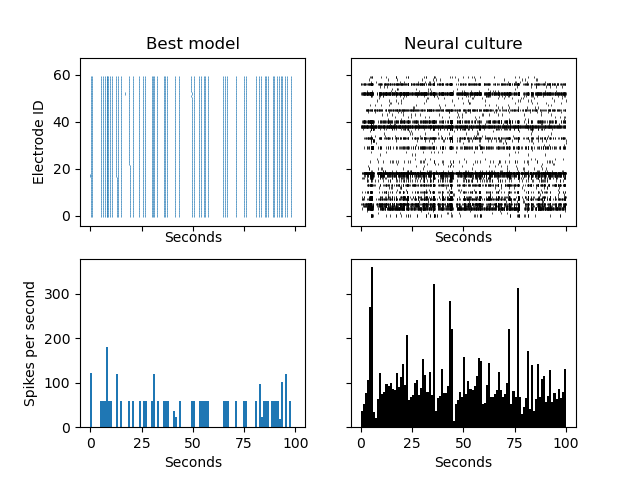 Best model
Neural culture
Electrode ID
60
40
20
0
Seconds
Seconds
Spikes per second
300
200
100
0
0 25 50 75 100
0 25 50 75 100
Seconds
Seconds